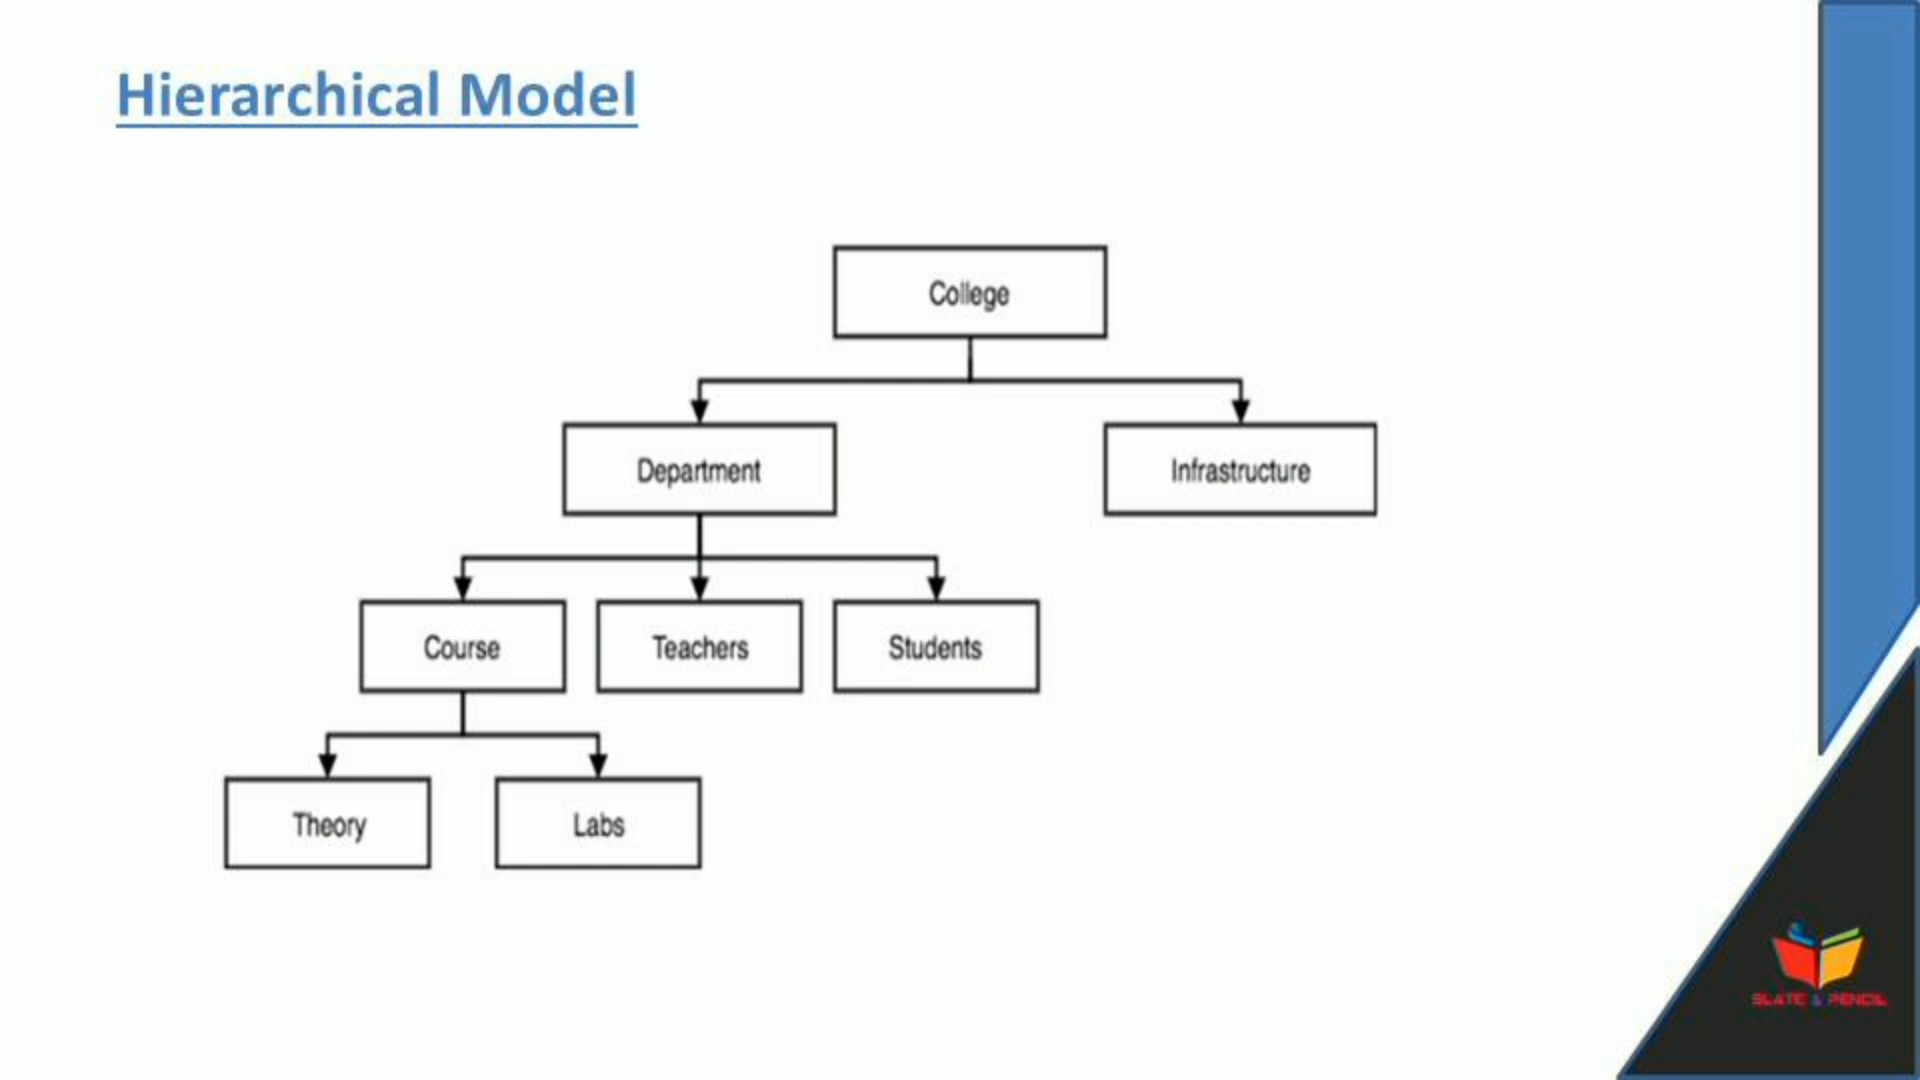 Hierarchical Model
College
Department
Infrastructure
Course
Teachers
Students
Theory
Labs
SLATE & PENCIL